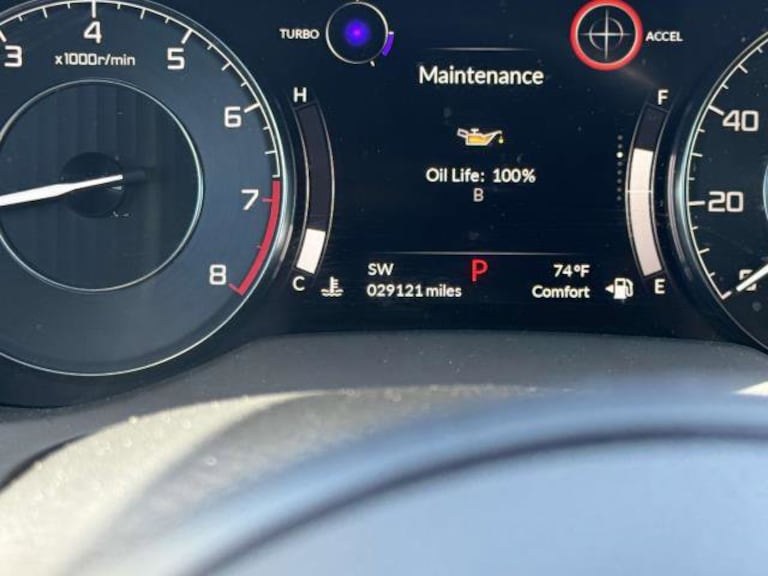 TURBO
ACCEL
3 4 5 6 7 8
x1000r/min
Maintenance
H
F
40
Oil Life: 100%
B
20
SW
P
74°F
C
029121 miles
Comfort
E